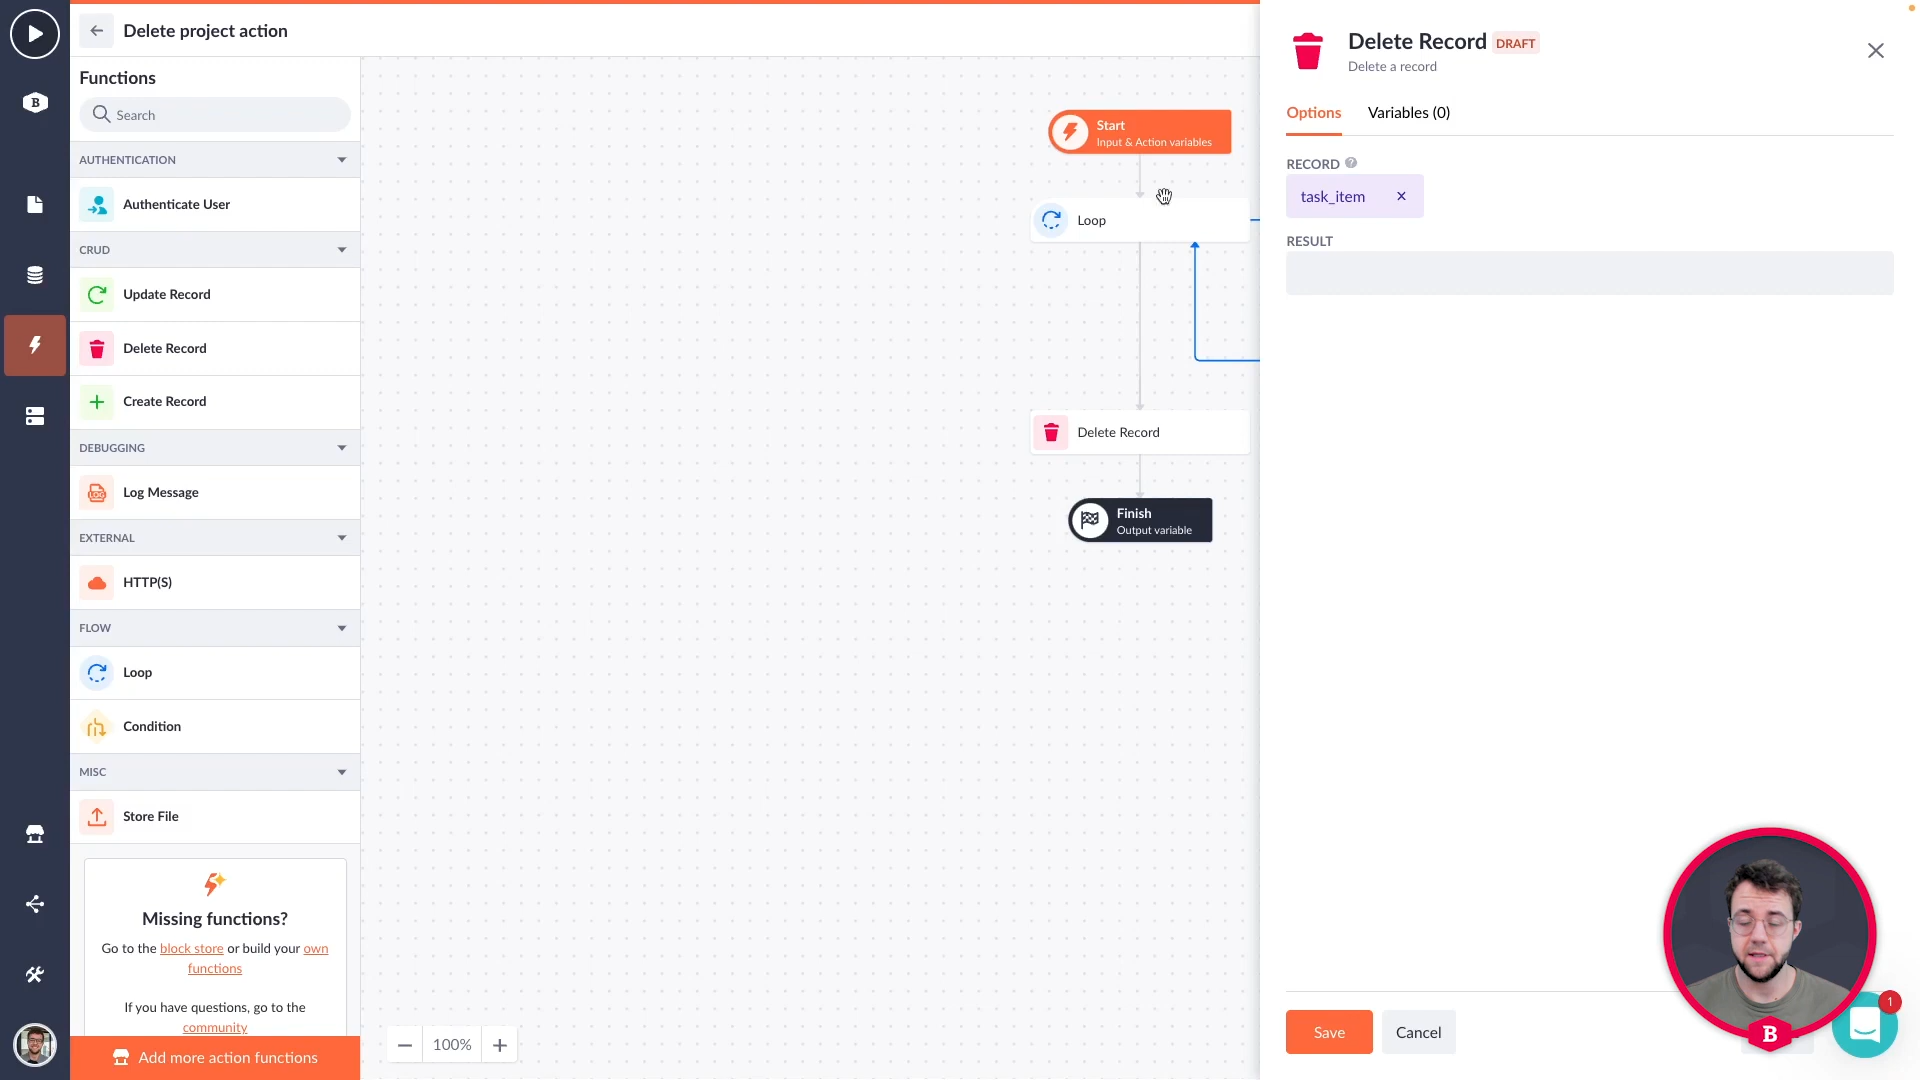 Delete project action
Functions
Search
AUTHENTICATION
Authenticate User
CRUD
Update Record
Delete Record
Create Record
DEBUGGING
Log Message
EXTERNAL
HTTP(S)
FLOW
Loop
Condition
MISC
Store File
Missing functions?
Go to the block store or build your own
functions
If you have questions, go to the
community
Add more action functions
Start
Input & Action variables
Loop
Delete Record
Finish
Output variable
100%
Delete Record DRAFT
Delete a record
Options
Variables (0)
RECORD
task_item
RESULT
Save
Cancel
B
B
1
LOG